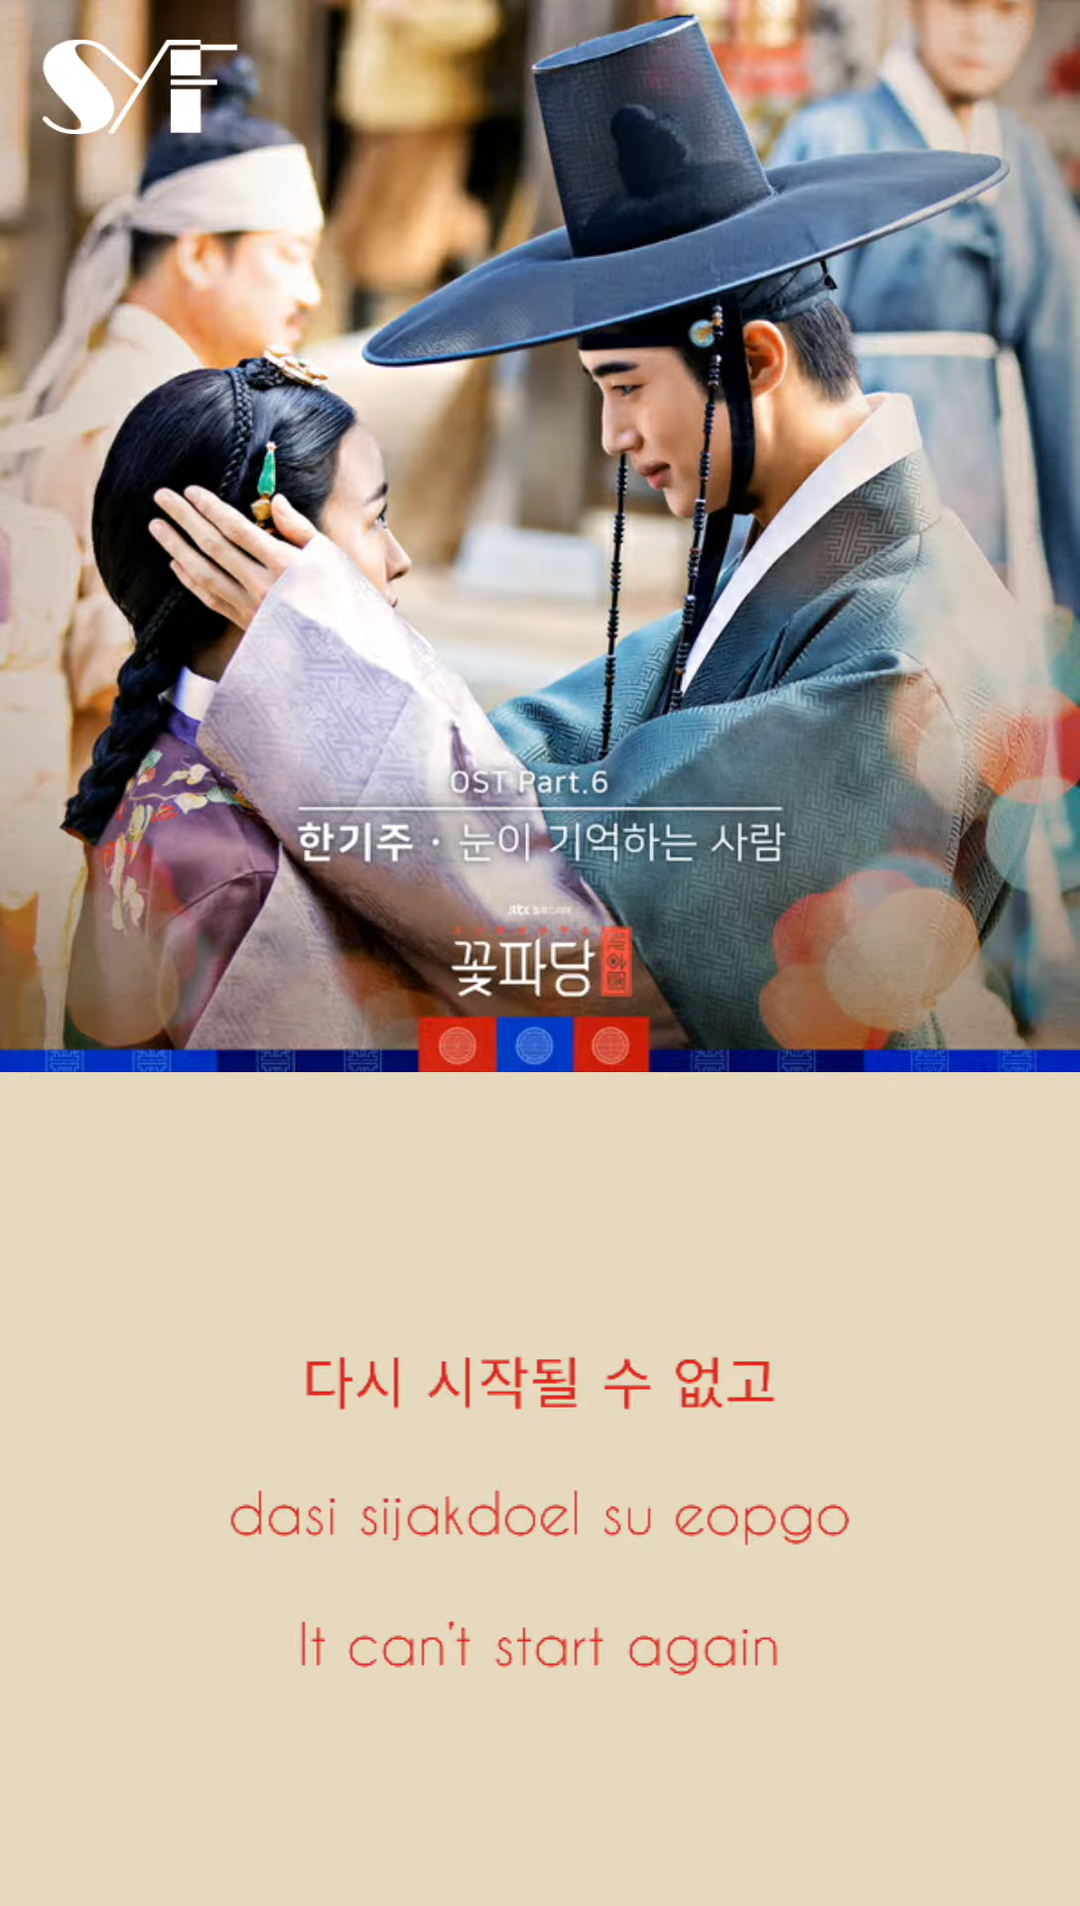 SYF
OST Part.6
한기주 · 눈이 기억하는 사람
jtbc
꽃파당
다시 시작될 수 없고
dasi sijakdoel su eopgo
It can't start again